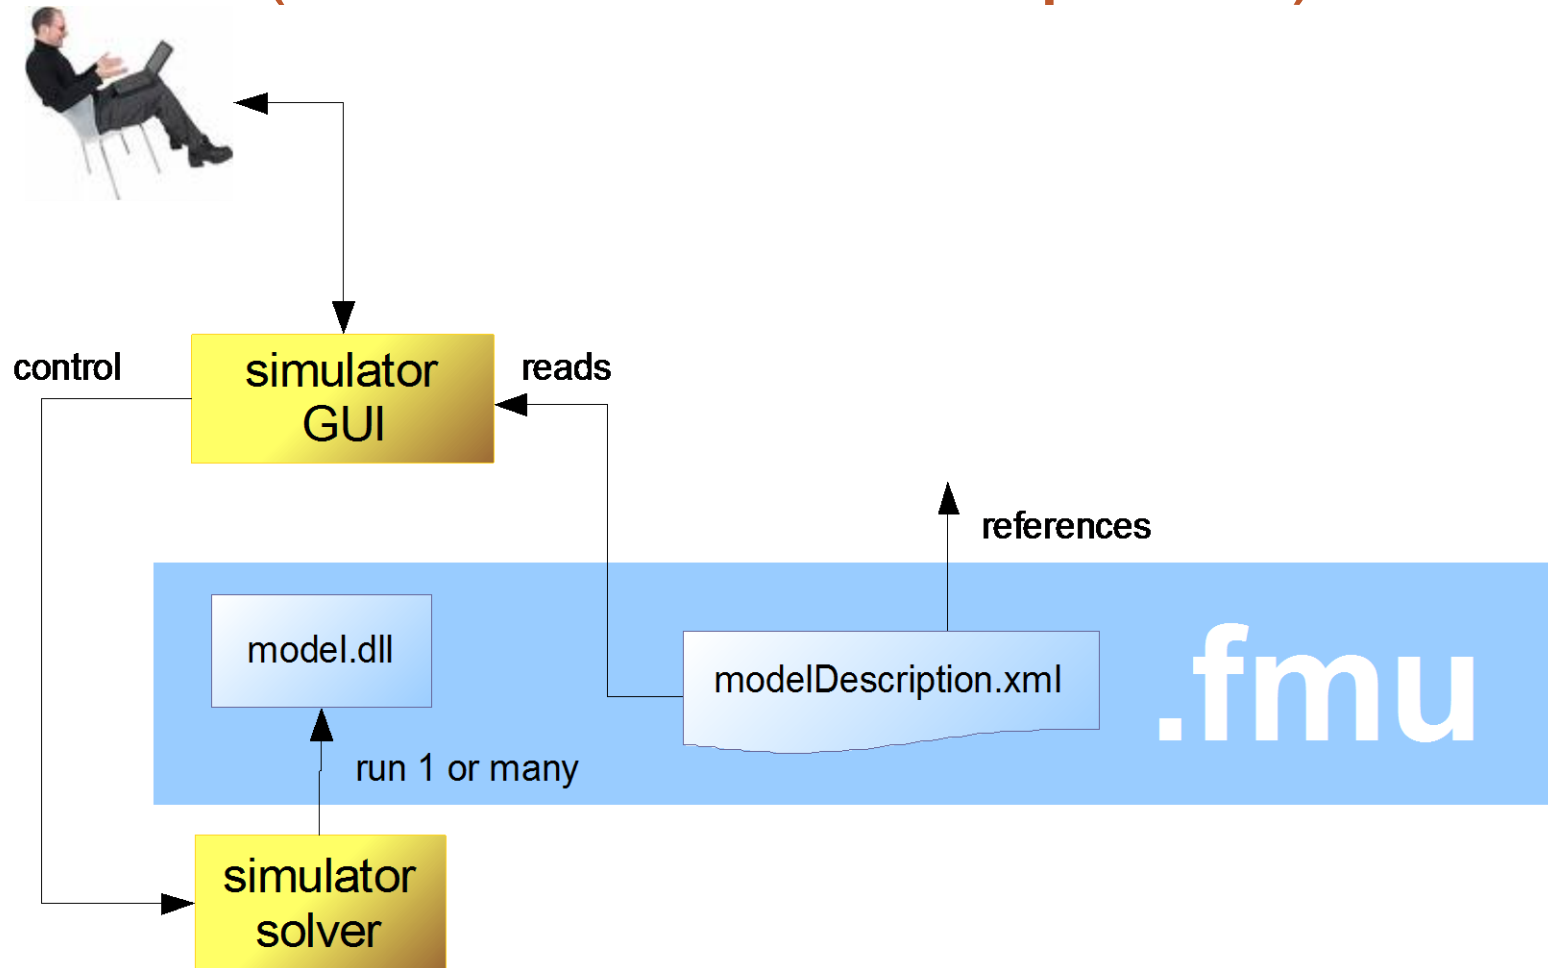 control
simulator
GUI
reads
references
model.dll
modelDescription.xml
.fmu
run 1 or many
simulator
solver